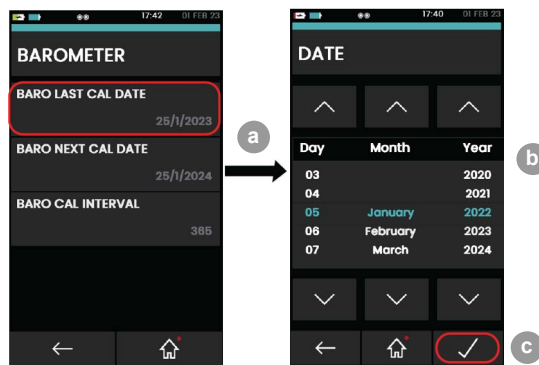 17:42 01 FEB 23
BAROMETER
BARO LAST CAL DATE
25/1/2023
BARO NEXT CAL DATE
25/1/2024
BARO CAL INTERVAL
365
a
17:40 01 FEB 23
DATE
Day Month Year
03 2020
04 2021
05 January 2022
06 February 2023
07 March 2024
b
c